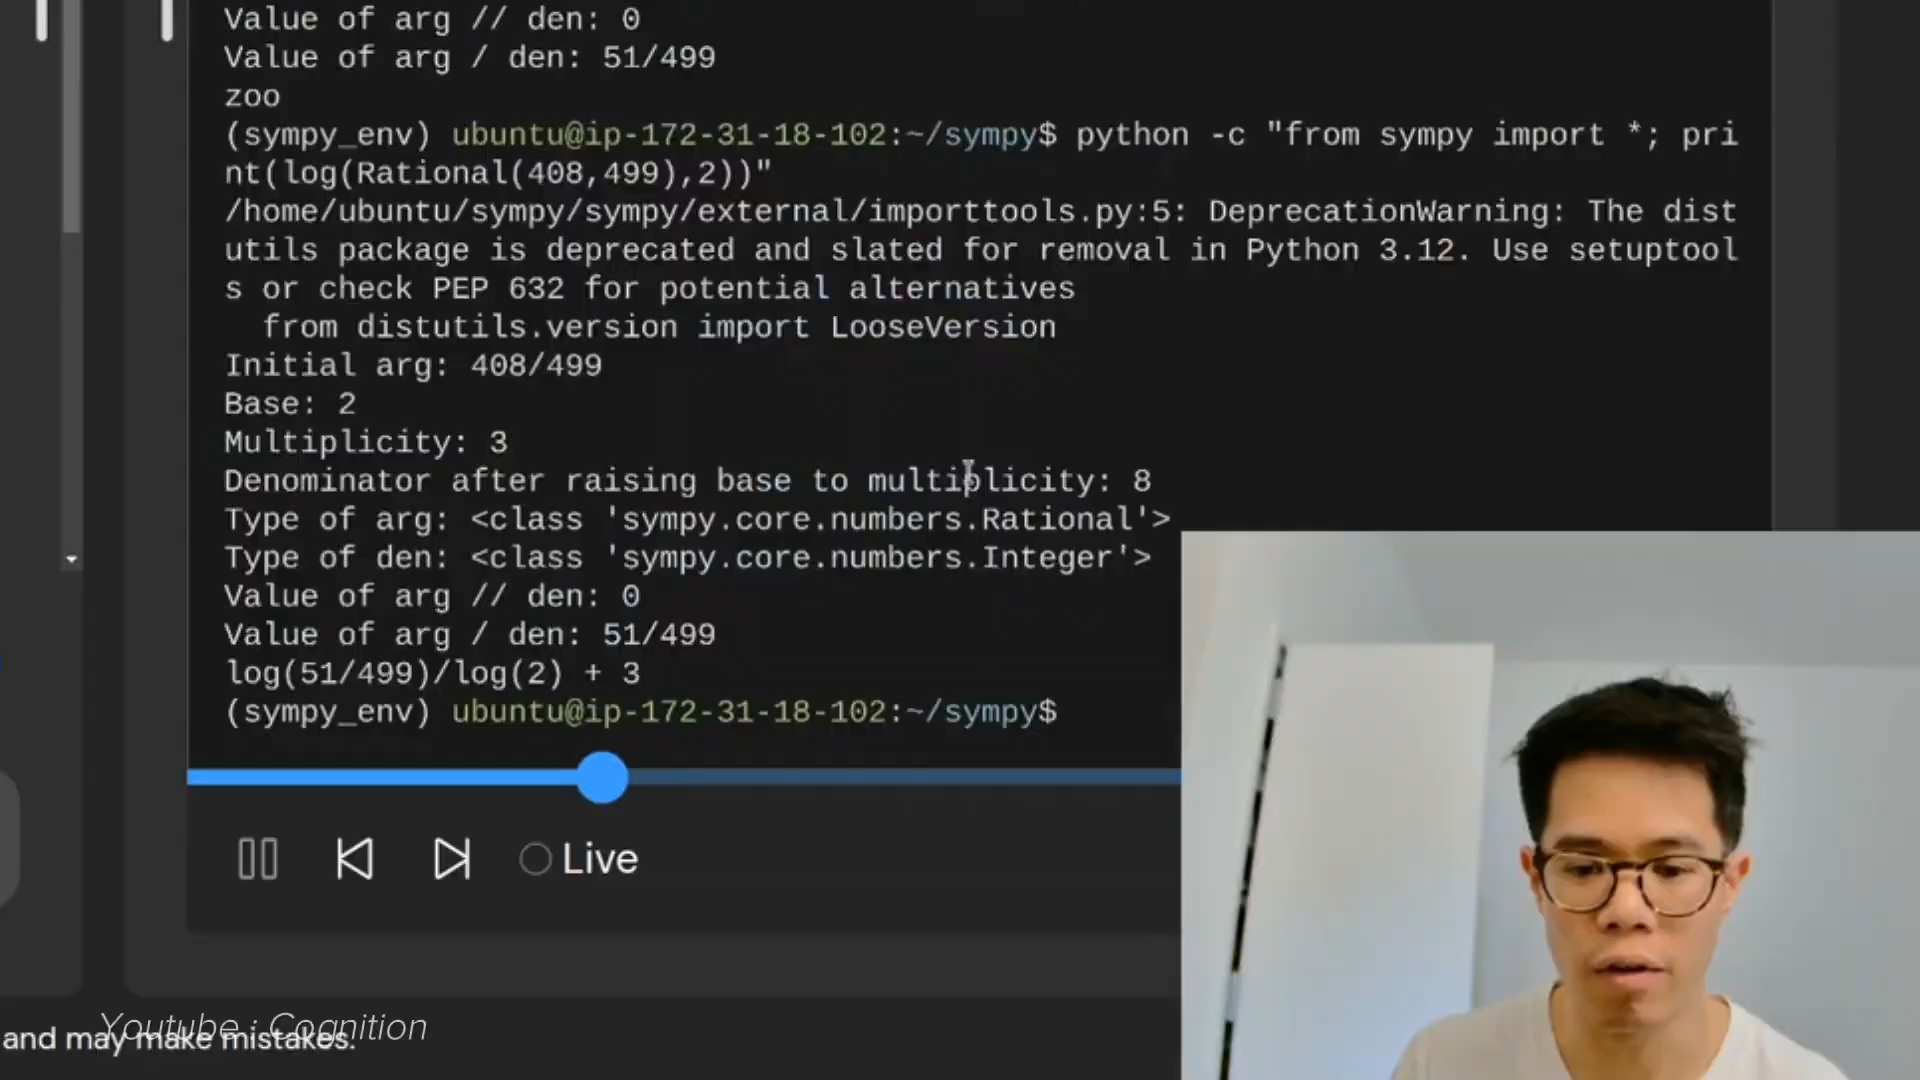 Value of arg // den: 0
Value of arg / den: 51/499
zoo
(sympy_env) ubuntu@ip-172-31-18-102:~/sympy$ python -c "from sympy import *; pri
nt(log(Rational(408,499),2))"
/home/ubuntu/sympy/sympy/external/importtools.py:5: DeprecationWarning: The dist
utils package is deprecated and slated for removal in Python 3.12. Use setuptool
s or check PEP 632 for potential alternatives
  from distutils.version import LooseVersion
Initial arg: 408/499
Base: 2
Multiplicity: 3
Denominator after raising base to multiplicity: 8
Type of arg: <class 'sympy.core.numbers.Rational'>
Type of den: <class 'sympy.core.numbers.Integer'>
Value of arg // den: 0
Value of arg / den: 51/499
log(51/499)/log(2) + 3
(sympy_env) ubuntu@ip-172-31-18-102:~/sympy$
Live
Youtube : Cognition
and may make mistakes.